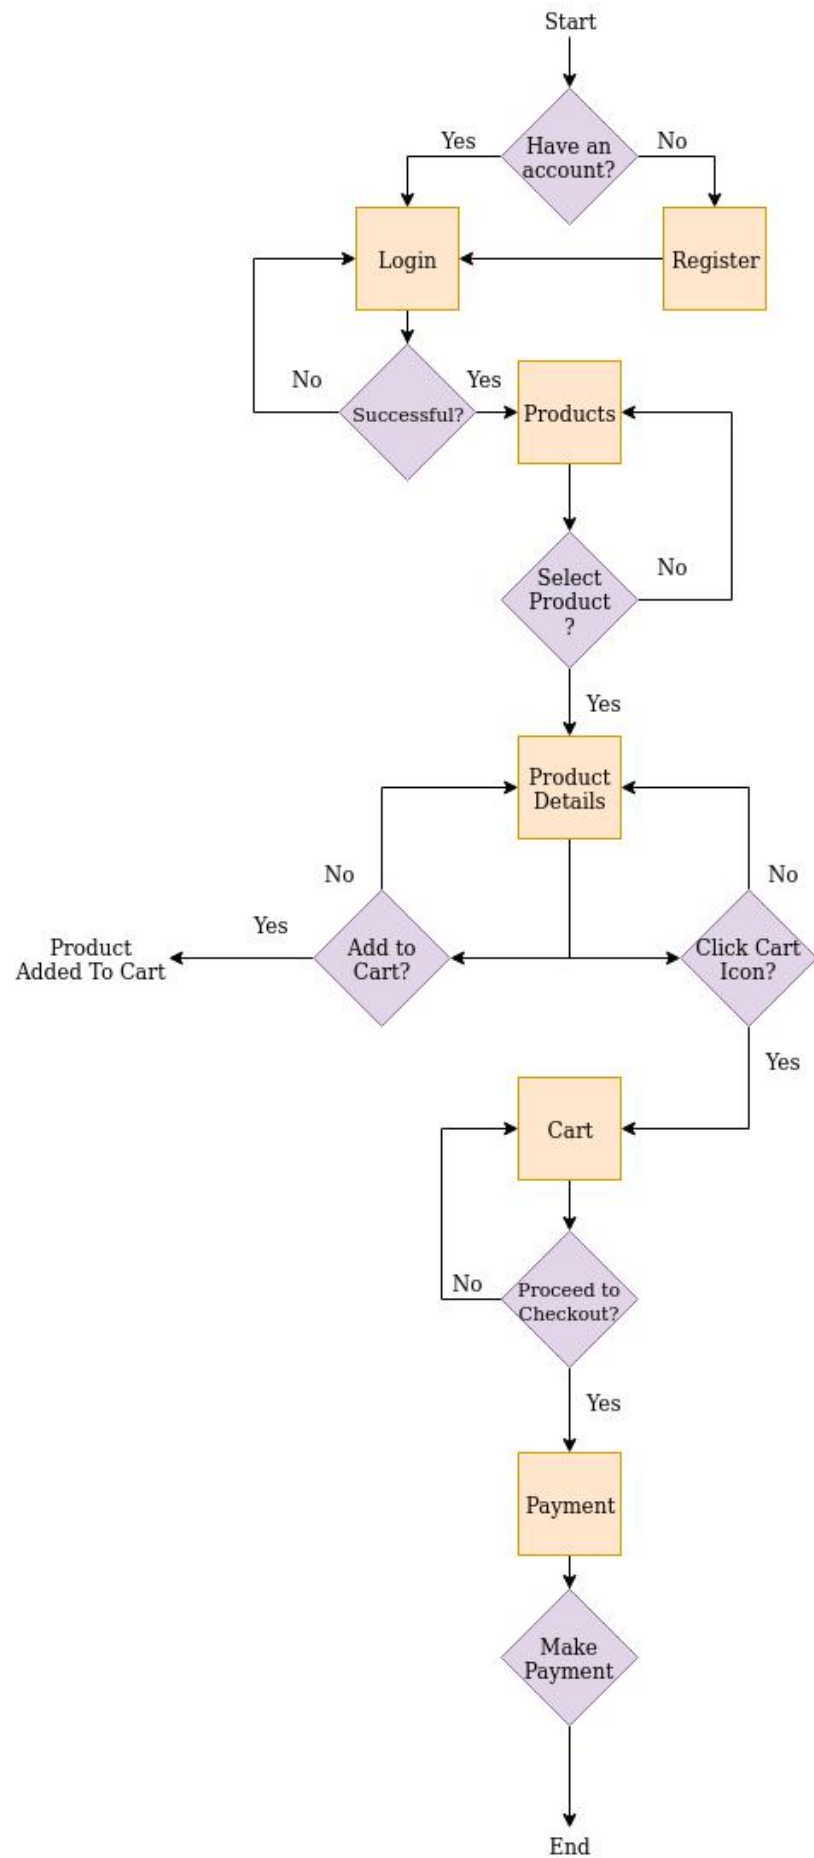 Start
Have an
account?
Yes
No
Login
Register
Successful?
No
Yes
Products
Select
Product
?
No
Yes
Product
Details
No
No
Yes
Product
Added To Cart
Add to
Cart?
Click Cart
Icon?
Yes
Cart
No
Proceed to
Checkout?
Yes
Payment
Make
Payment
End